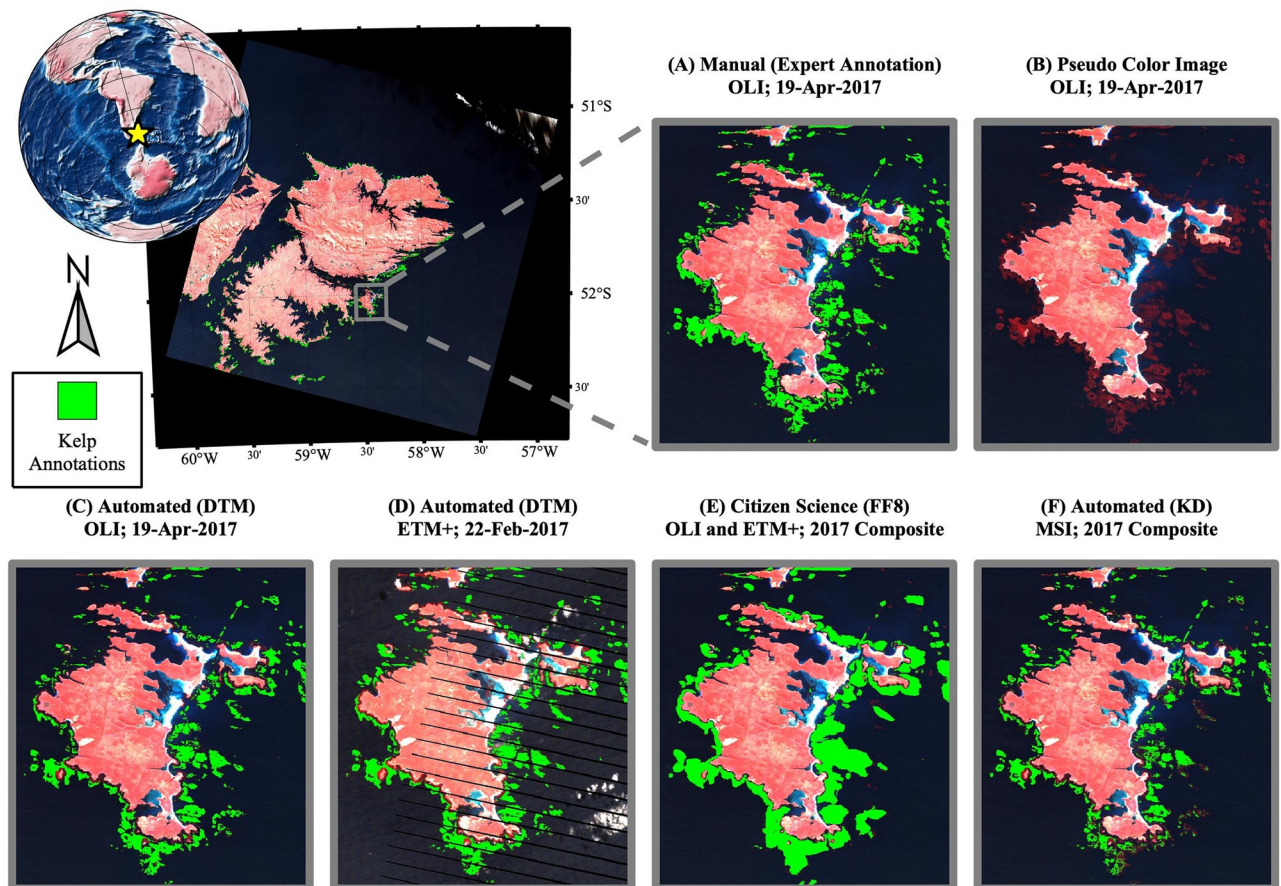 (A) Manual (Expert Annotation)
OLI; 19-Apr-2017
(B) Pseudo Color Image
OLI; 19-Apr-2017
51°S
30'
52°S
30'
N
Kelp
Annotations
60°W 30' 59°W 30' 58°W 30' 57°W
(C) Automated (DTM)
OLI; 19-Apr-2017
(D) Automated (DTM)
ETM+; 22-Feb-2017
(E) Citizen Science (FF8)
OLI and ETM+; 2017 Composite
(F) Automated (KD)
MSI; 2017 Composite